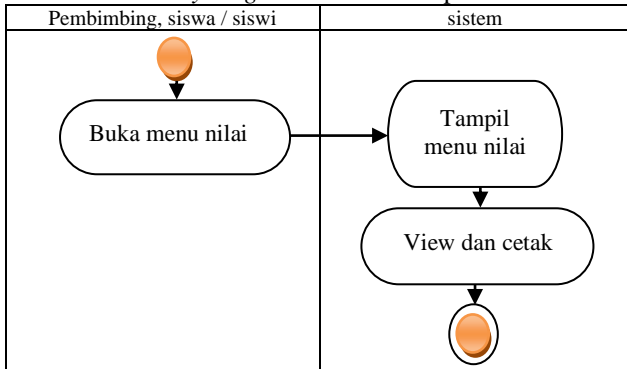 Pembimbing, siswa / siswi
sistem
Buka menu nilai
Tampil
menu nilai
View dan cetak